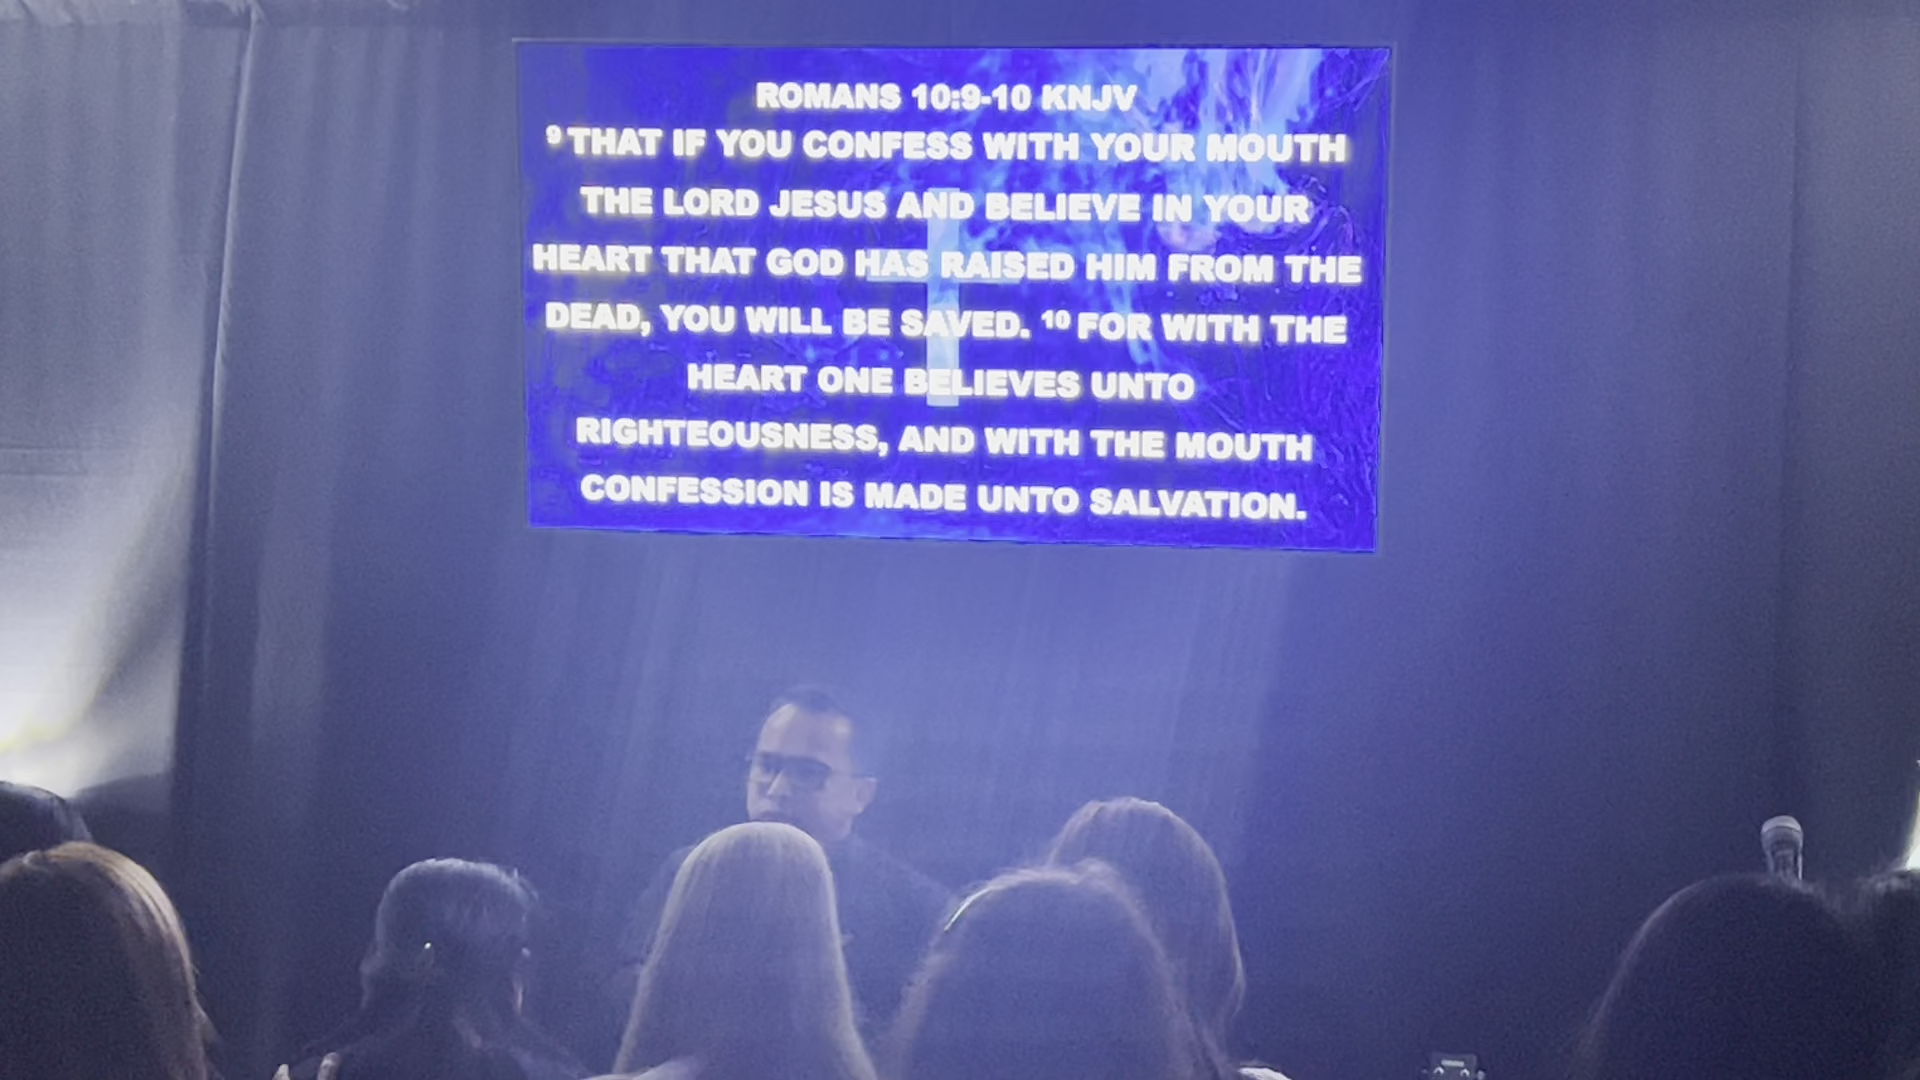 ROMANS 10:9-10 KNJV
⁹ THAT IF YOU CONFESS WITH YOUR MOUTH
THE LORD JESUS AND BELIEVE IN YOUR
HEART THAT GOD HAS RAISED HIM FROM THE
DEAD, YOU WILL BE SAVED. ¹⁰ FOR WITH THE
HEART ONE BELIEVES UNTO
RIGHTEOUSNESS, AND WITH THE MOUTH
CONFESSION IS MADE UNTO SALVATION.